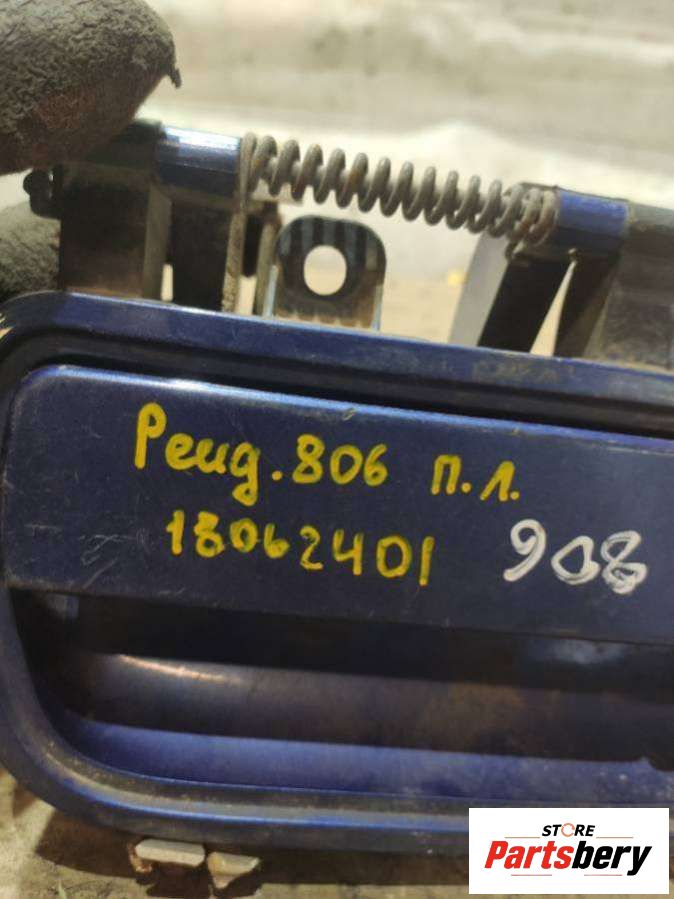 Peug. 806 п.л.
18062401 908
STORE
Partsbery